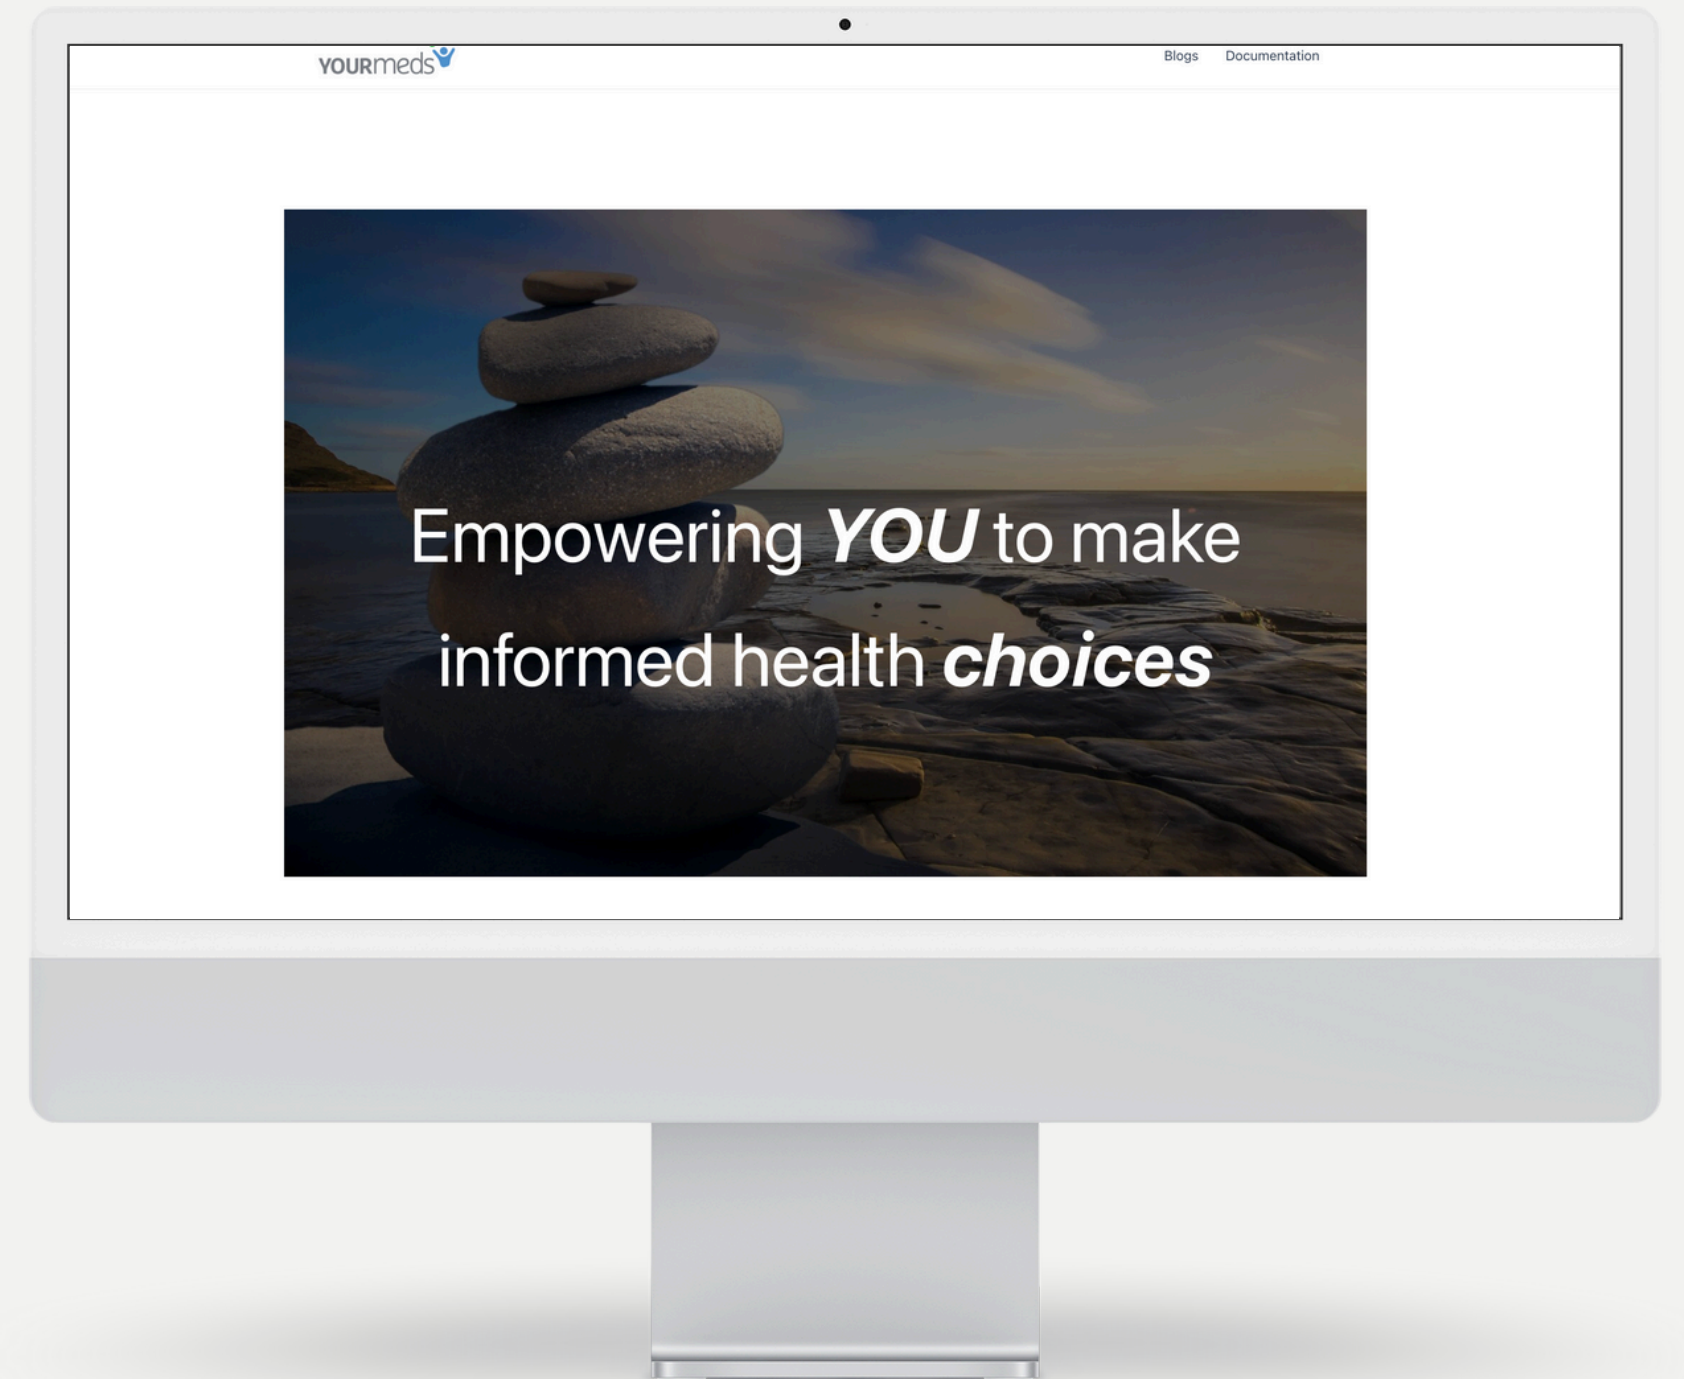 YOURmeds
Blogs Documentation
Empowering YOU to make
informed health choices